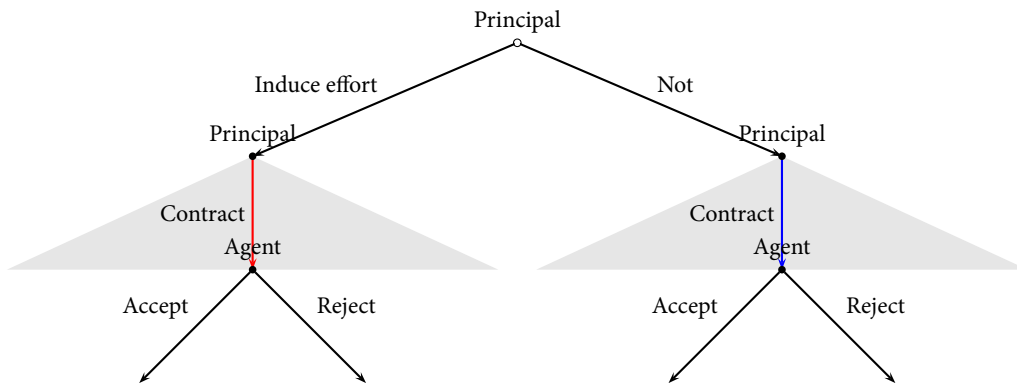 Principal
Induce effort
Not
Principal
Principal
Contract
Contract
Agent
Agent
Accept
Reject
Accept
Reject